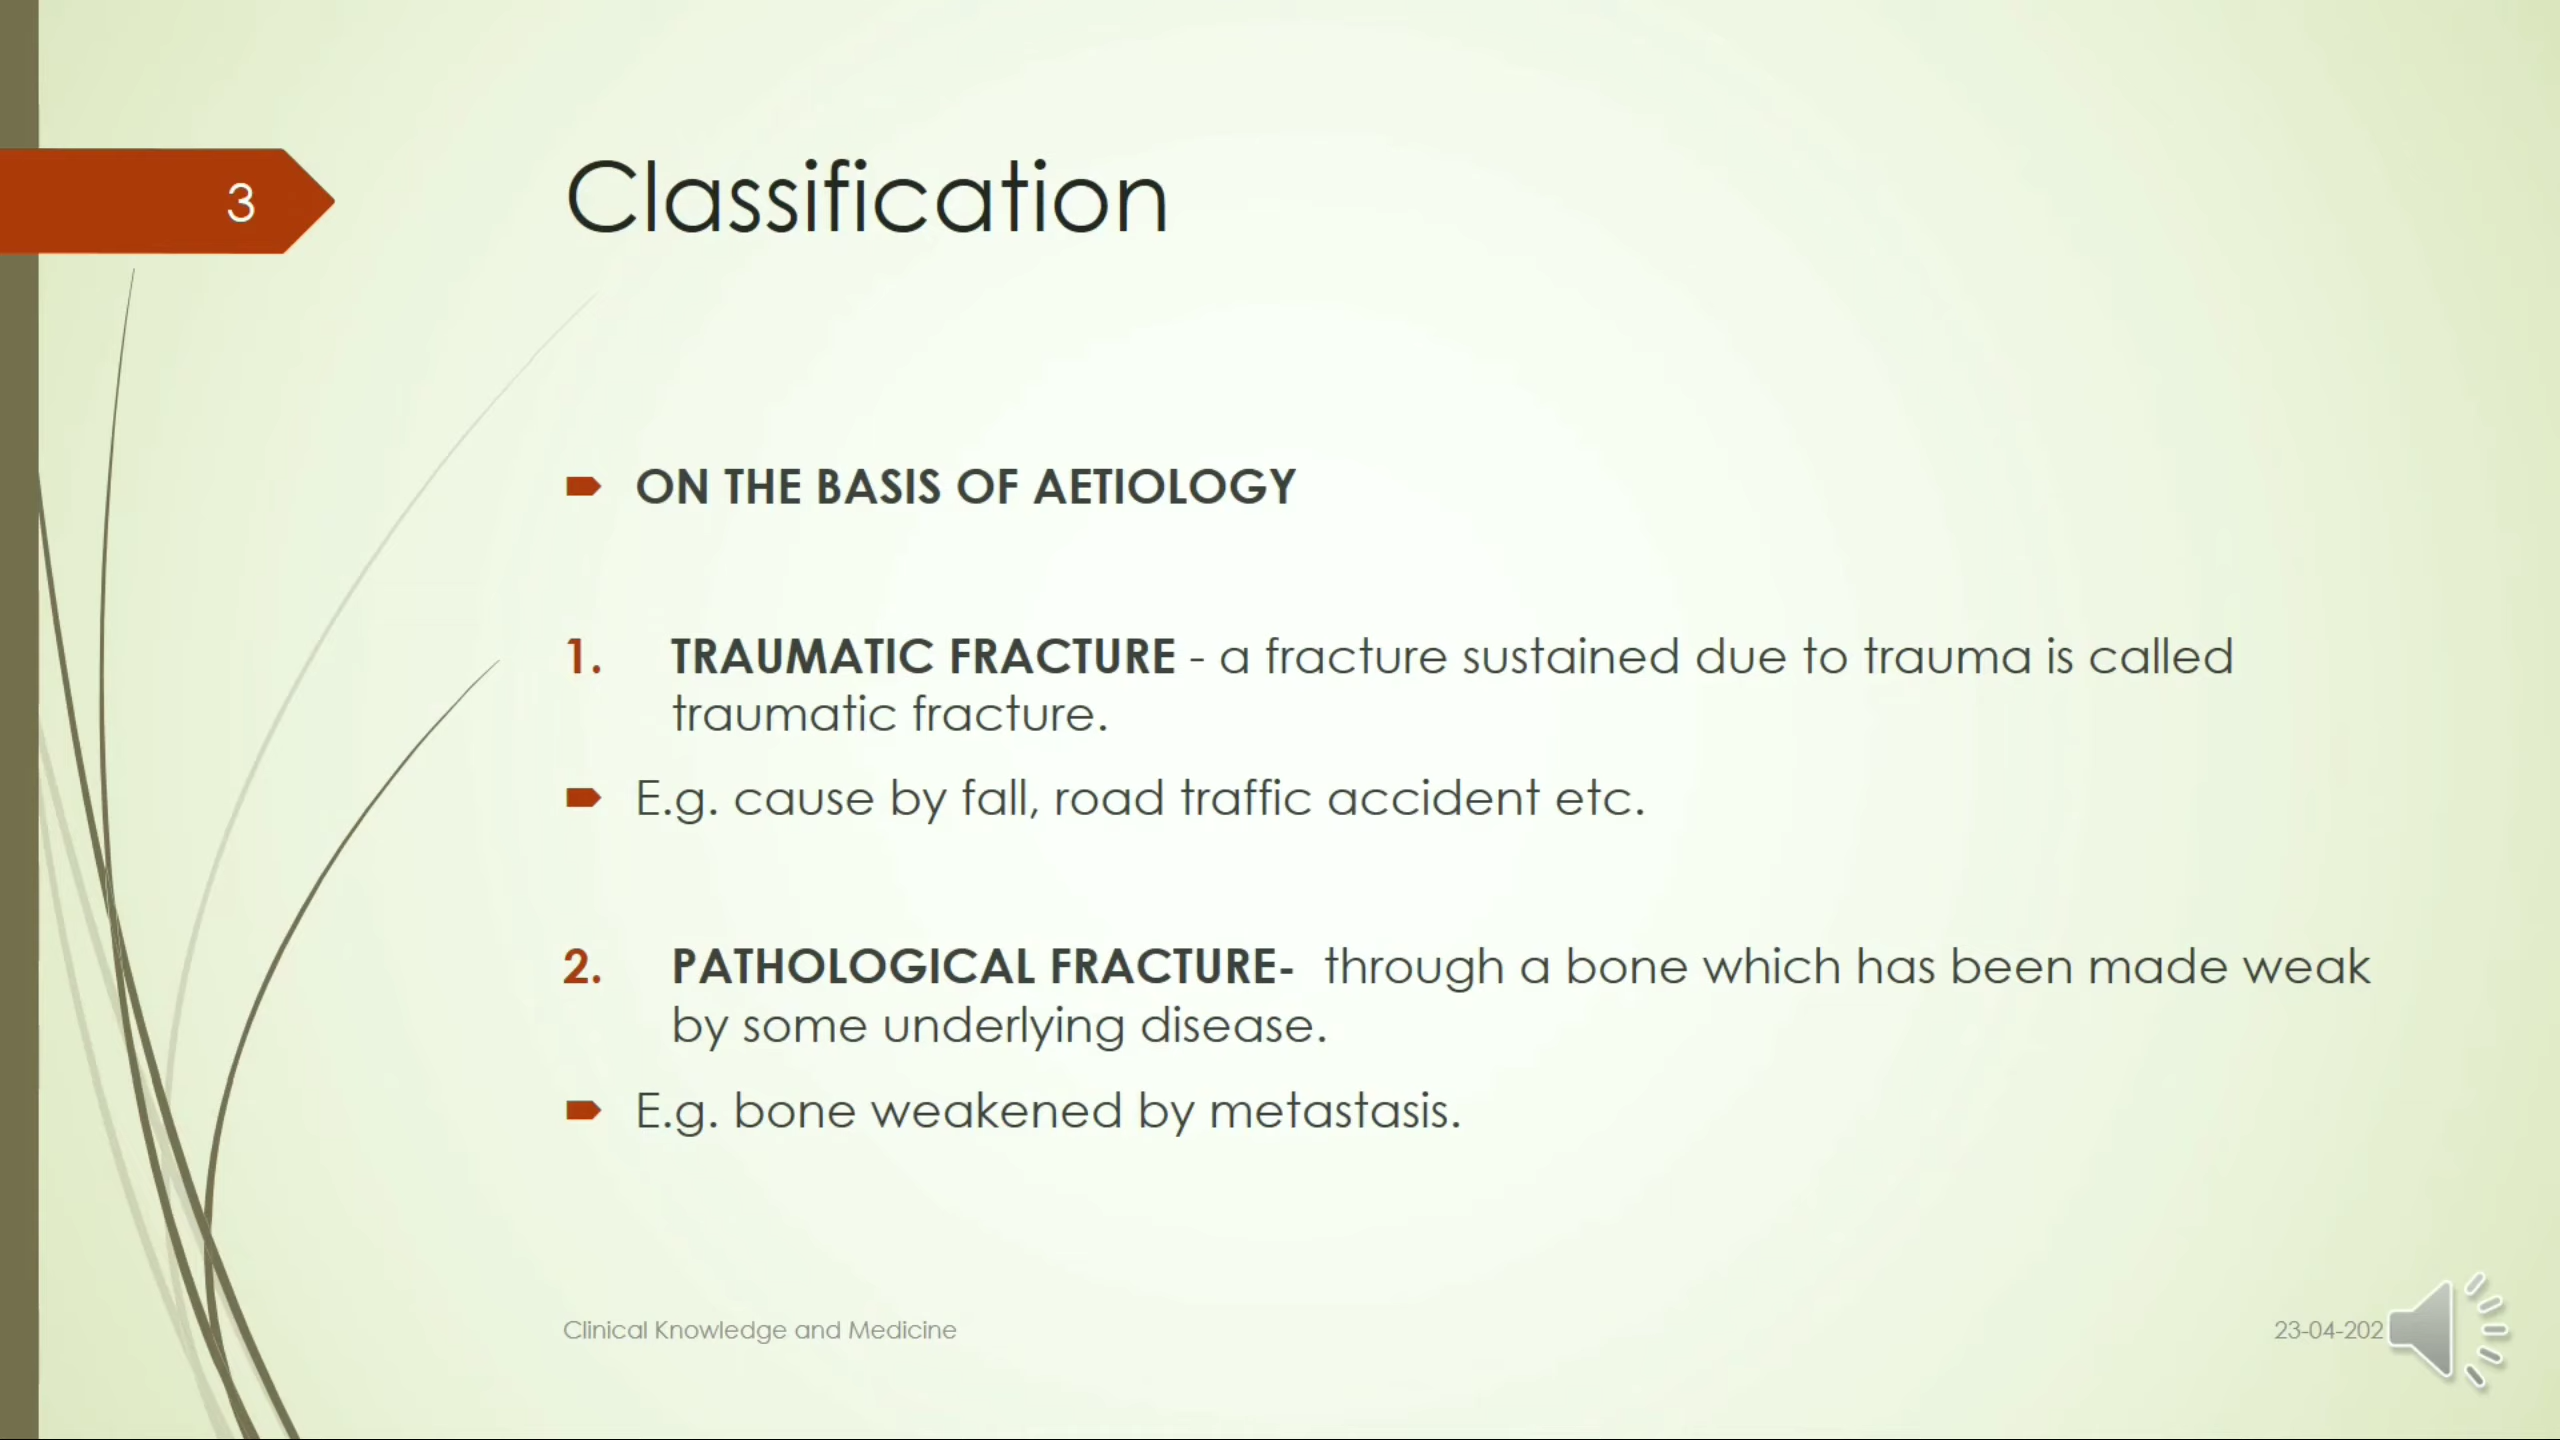 3
Classification
ON THE BASIS OF AETIOLOGY
1. TRAUMATIC FRACTURE - a fracture sustained due to trauma is called
traumatic fracture.
E.g. cause by fall, road traffic accident etc.
2. PATHOLOGICAL FRACTURE- through a bone which has been made weak
by some underlying disease.
E.g. bone weakened by metastasis.
Clinical Knowledge and Medicine
23-04-202